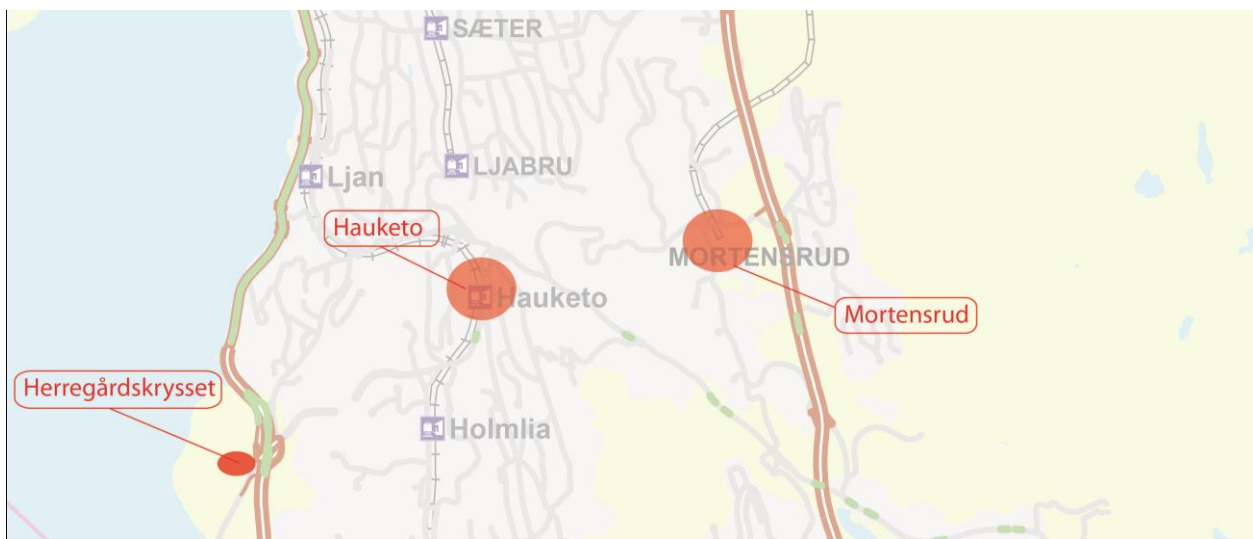 SÆTER
Ljan
LJABRU
Hauketo
MORTENSRUD
Hauketo
Mortensrud
Herregårdskrysset
Holmlia